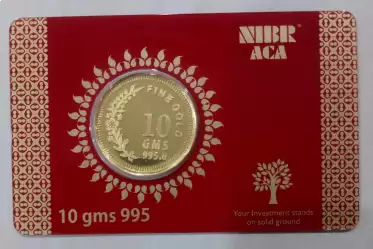 NIBR
ACA
FINE GOLD
10
GMS
995.0
10 gms 995
Your investment stands
on solid ground